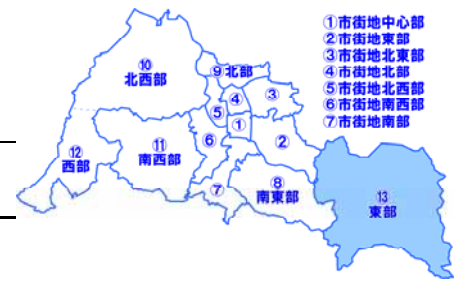 ①市街地中心部
②市街地東部
③市街地北東部
④市街地北部
⑤市街地北西部
⑥市街地南西部
⑦市街地南部
⑩
北西部
⑨北部
④
③
⑤
①
⑫
西部
⑪
南西部
⑥
②
⑦
⑧
南東部
⑬
東部